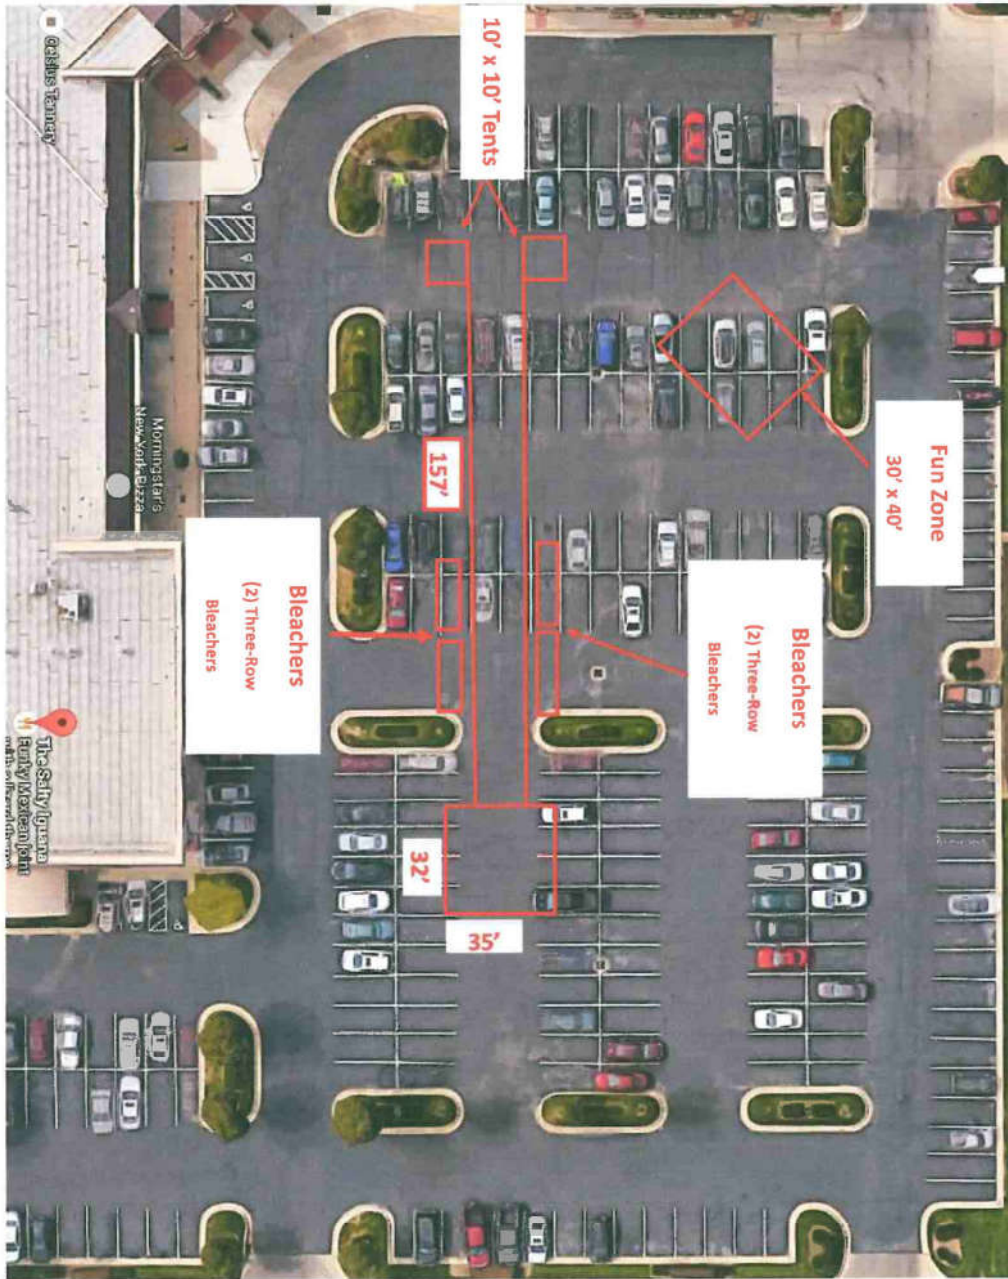 Fun Zone
30' x 40'
Bleachers
(2) Three-Row
Bleachers
10' x 10' Tents
35'
157'
32'
Bleachers
(2) Three-Row
Bleachers
Morningstar's
New York Pizza
Celsius Tannery
The Salty Iguana
Funky Mexican joint